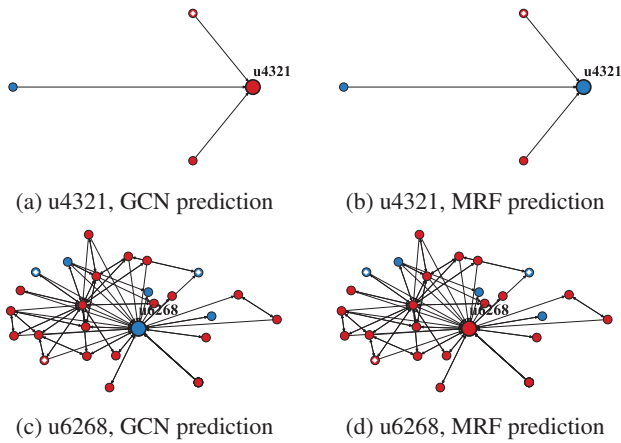 u4321
u4321
(a) u4321, GCN prediction
(b) u4321, MRF prediction
u6268
u6268
(c) u6268, GCN prediction
(d) u6268, MRF prediction